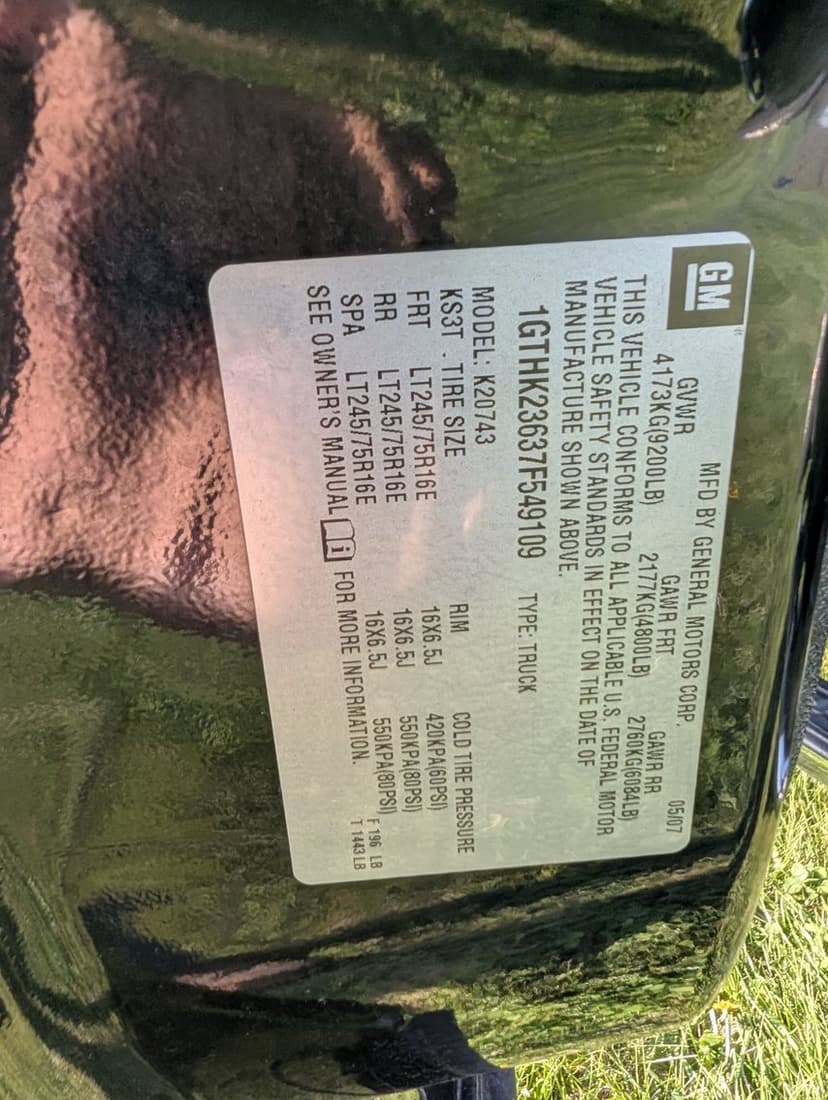 GM
MFD BY GENERAL MOTORS CORP. 05/07
GVWR GAWR FRT GAWR RR
4173KG(9200LB) 2177KG(4800LB) 2760KG(6084LB)
THIS VEHICLE CONFORMS TO ALL APPLICABLE U.S. FEDERAL MOTOR
VEHICLE SAFETY STANDARDS IN EFFECT ON THE DATE OF
MANUFACTURE SHOWN ABOVE.
1GTHK23637F549109 TYPE: TRUCK
MODEL: K20743
KS3T . TIRE SIZE RIM COLD TIRE PRESSURE
FRT LT245/75R16E 16X6.5J 420KPA(60PSI)
RR LT245/75R16E 16X6.5J 550KPA(80PSI)
SPA LT245/75R16E 16X6.5J 550KPA(80PSI)
SEE OWNER'S MANUAL i FOR MORE INFORMATION.
F 196 LB
T 1443 LB